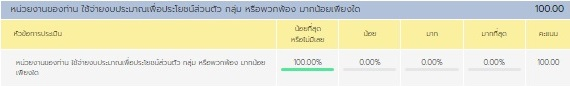 หน่วยงานของท่าน ใช้จ่ายงบประมาณเพื่อประโยชน์ส่วนตัว กลุ่ม หรือพวกพ้อง มากน้อยเพียงใด 100.00
หัวข้อการประเมิน น้อยที่สุด หรือไม่มีเลย น้อย มาก มากที่สุด คะแนน
หน่วยงานของท่าน ใช้จ่ายงบประมาณเพื่อประโยชน์ส่วนตัว กลุ่ม หรือพวกพ้อง มากน้อย 100.00% 0.00% 0.00% 0.00% 100.00
เพียงใด